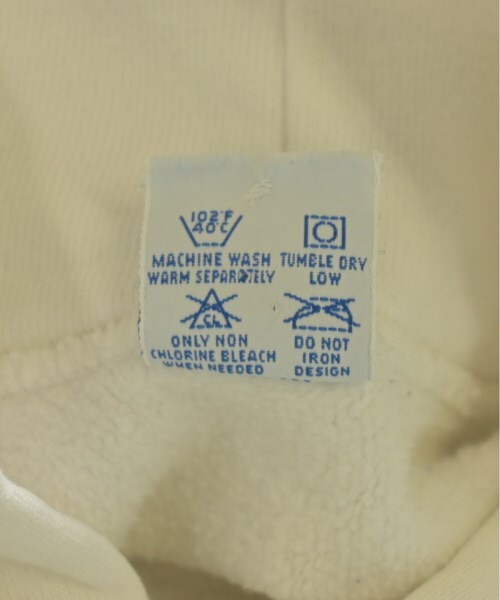 102°F
40°C
MACHINE WASH
WARM SEPARATELY
TUMBLE DRY
LOW
CL
ONLY NON
CHLORINE BLEACH
WHEN NEEDED
DO NOT
IRON
DESIGN